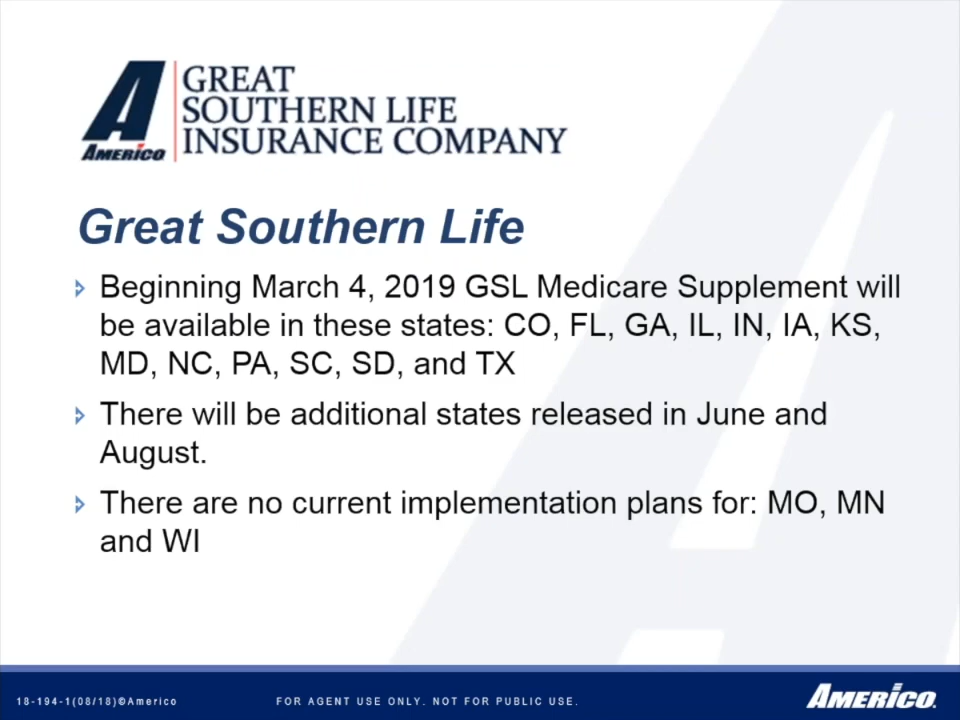 GREAT
SOUTHERN LIFE
INSURANCE COMPANY
AMERICO
Great Southern Life
Beginning March 4, 2019 GSL Medicare Supplement will
be available in these states: CO, FL, GA, IL, IN, IA, KS,
MD, NC, PA, SC, SD, and TX
There will be additional states released in June and
August.
There are no current implementation plans for: MO, MN
and WI
18-194-1(08/18)©Americo
FOR AGENT USE ONLY. NOT FOR PUBLIC USE.
AMERICO